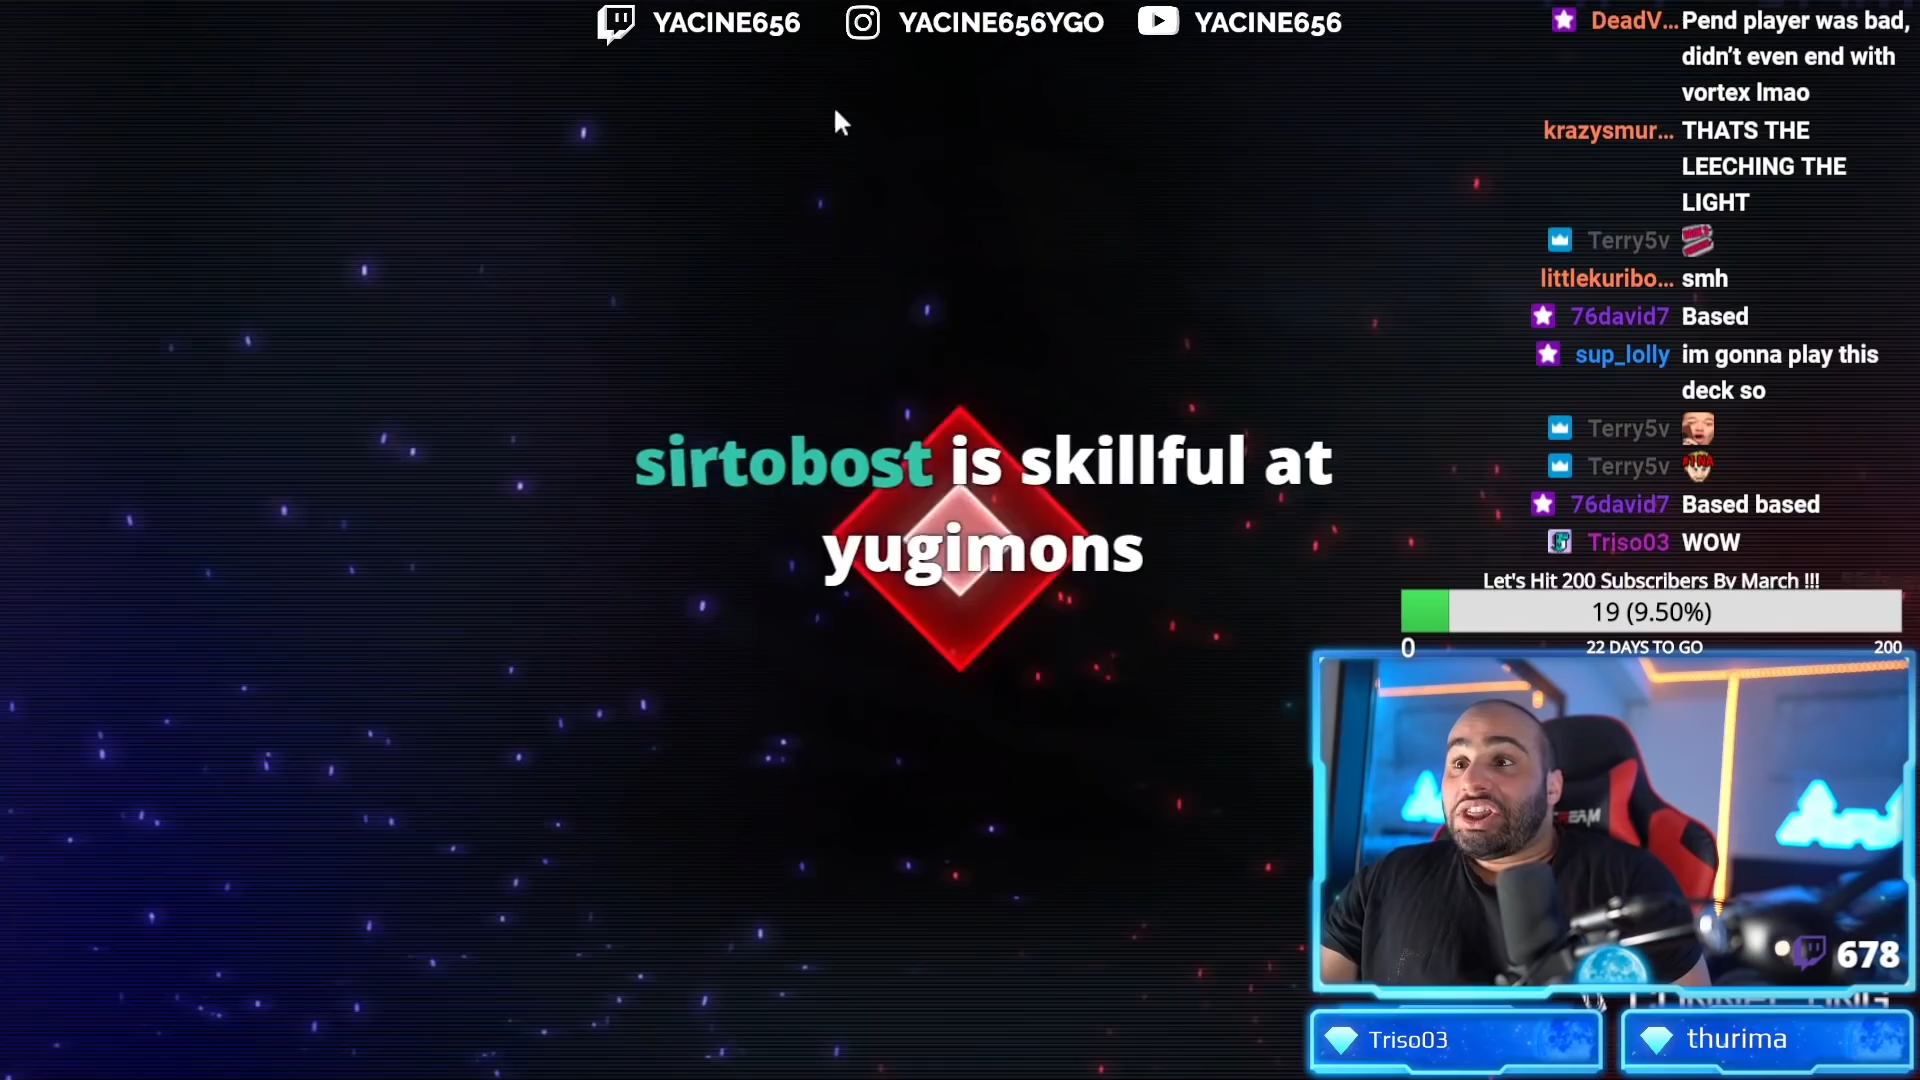 YACINE656 YACINE656YGO YACINE656
DeadV... Pend player was bad,
didn't even end with
vortex lmao
krazysmur... THATS THE
LEECHING THE
LIGHT
Terry5v
littlekuribo... smh
76david7 Based
sup_lolly im gonna play this
deck so
Terry5v
Terry5v
76david7 Based based
Triso03 WOW
sirtobost is skillful at
yugimons
Let's Hit 200 Subscribers By March !!!
19 (9.50%)
0 22 DAYS TO GO 200
678
Triso03 thurima